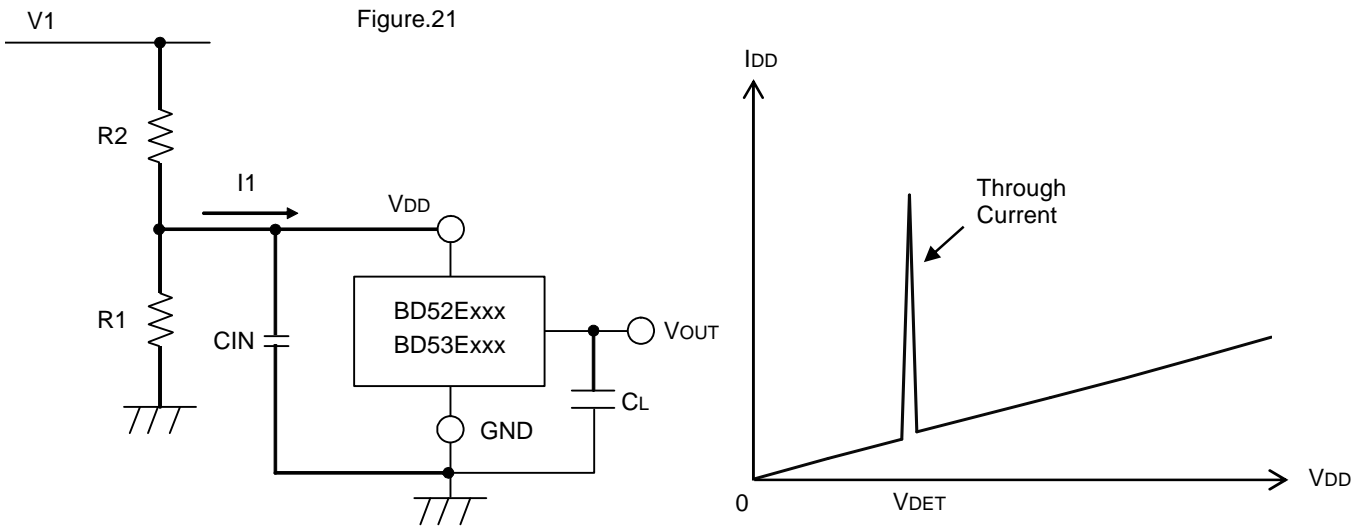 Figure.21
V1
R2
I1
VDD
R1
CIN
BD52Exxx
BD53Exxx
VOUT
CL
GND
IDD
Through
Current
0
VDET
VDD